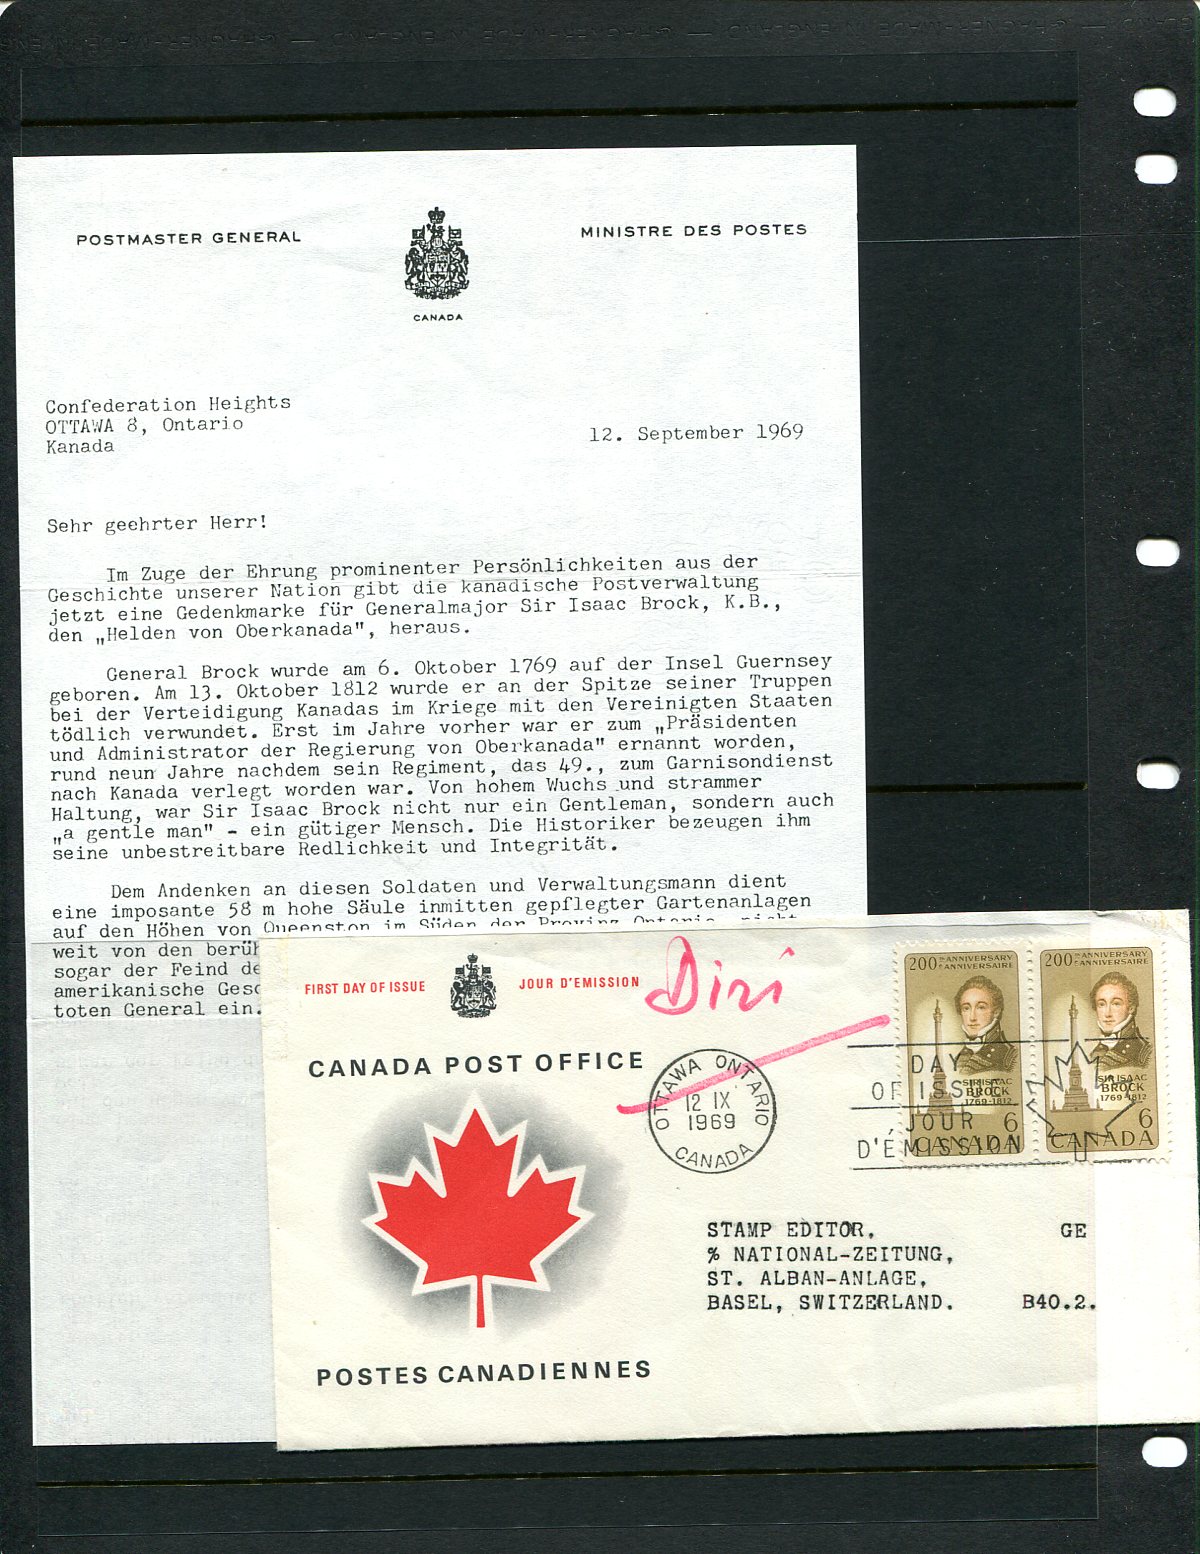 POSTMASTER GENERAL
MINISTRE DES POSTES
CANADA
Confederation Heights
OTTAWA 8, Ontario
Kanada
12. September 1969
Sehr geehrter Herr!
Im Zuge der Ehrung prominenter Persönlichkeiten aus der
Geschichte unserer Nation gibt die kanadische Postverwaltung
jetzt eine Gedenkmarke für Generalmajor Sir Isaac Brock, K.B.,
den „Helden von Oberkanada", heraus.
General Brock wurde am 6. Oktober 1769 auf der Insel Guernsey
geboren. Am 13. Oktober 1812 wurde er an der Spitze seiner Truppen
bei der Verteidigung Kanadas im Kriege mit den Vereinigten Staaten
tödlich verwundet. Erst im Jahre vorher war er zum „Präsidenten
und Administrator der Regierung von Oberkanada" ernannt worden,
rund neun Jahre nachdem sein Regiment, das 49., zum Garnisondienst
nach Kanada verlegt worden war. Von hohem Wuchs und strammer
Haltung, war Sir Isaac Brock nicht nur ein Gentleman, sondern auch
„a gentle man" - ein gütiger Mensch. Die Historiker bezeugen ihm
seine unbestreitbare Redlichkeit und Integrität.
Dem Andenken an diesen Soldaten und Verwaltungsmann dient
eine imposante 58 m hohe Säule inmitten gepflegter Gartenanlagen
auf den Höhen von Queenston im Süden der Provinz Ontario, nicht
weit von den berüh
sogar der Feind de
amerikanische Gesc
toten General ein.
FIRST DAY OF ISSUE
JOUR D'EMISSION
CANADA POST OFFICE
POSTES CANADIENNES
OTTAWA ONTARIO
12 IX
1969
CANADA
DAY
OF ISSUE
JOUR
D'ÉMISSION
200TH ANNIVERSARY
E ANNIVERSAIRE
SIR ISAAC
BROCK
1769-1812
6
CANADA
200TH ANNIVERSARY
E ANNIVERSAIRE
SIR ISAAC
BROCK
1769-1812
6
CANADA
STAMP EDITOR, GE
% NATIONAL-ZEITUNG,
ST. ALBAN-ANLAGE,
BASEL, SWITZERLAND. B40.2.